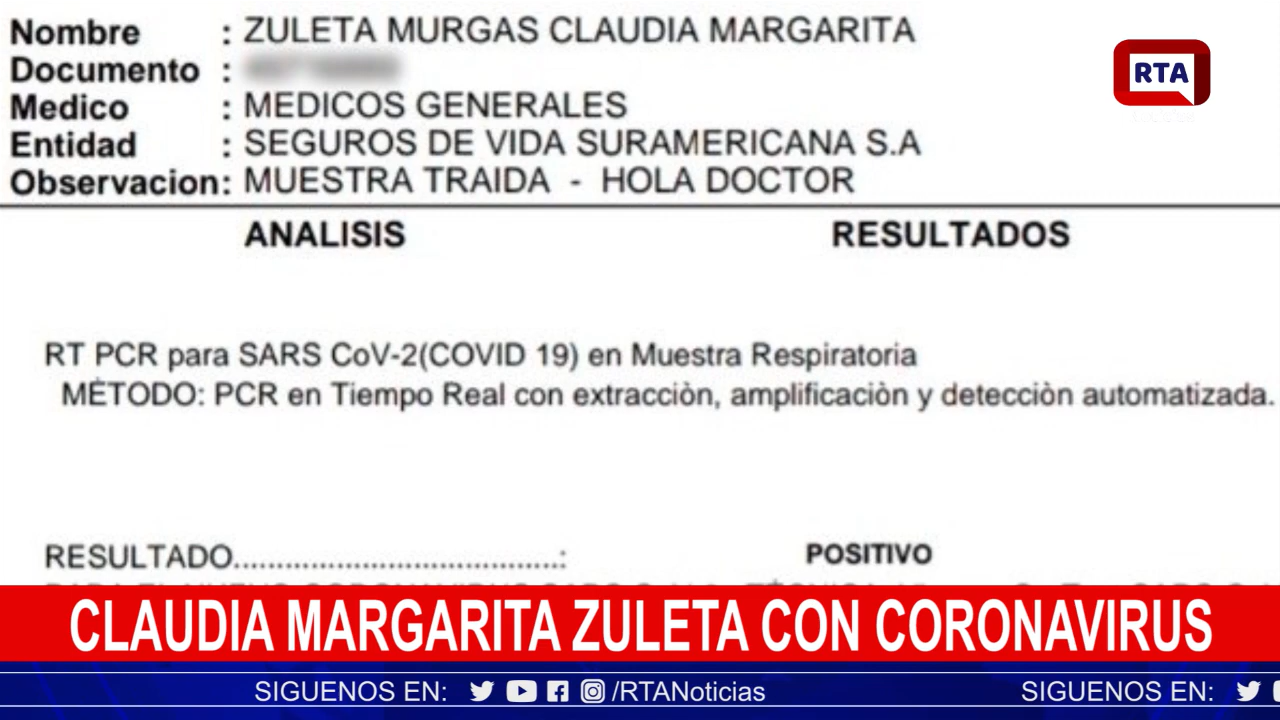 Nombre : ZULETA MURGAS CLAUDIA MARGARITA
Documento :
Medico : MEDICOS GENERALES
Entidad : SEGUROS DE VIDA SURAMERICANA S.A
Observacion: MUESTRA TRAIDA - HOLA DOCTOR
RTA
ANALISIS RESULTADOS
RT PCR para SARS CoV-2(COVID 19) en Muestra Respiratoria
MÉTODO: PCR en Tiempo Real con extracciòn, amplificaciòn y detecciòn automatizada.
RESULTADO.......................................: POSITIVO
CLAUDIA MARGARITA ZULETA CON CORONAVIRUS
SIGUENOS EN: /RTANoticias SIGUENOS EN: